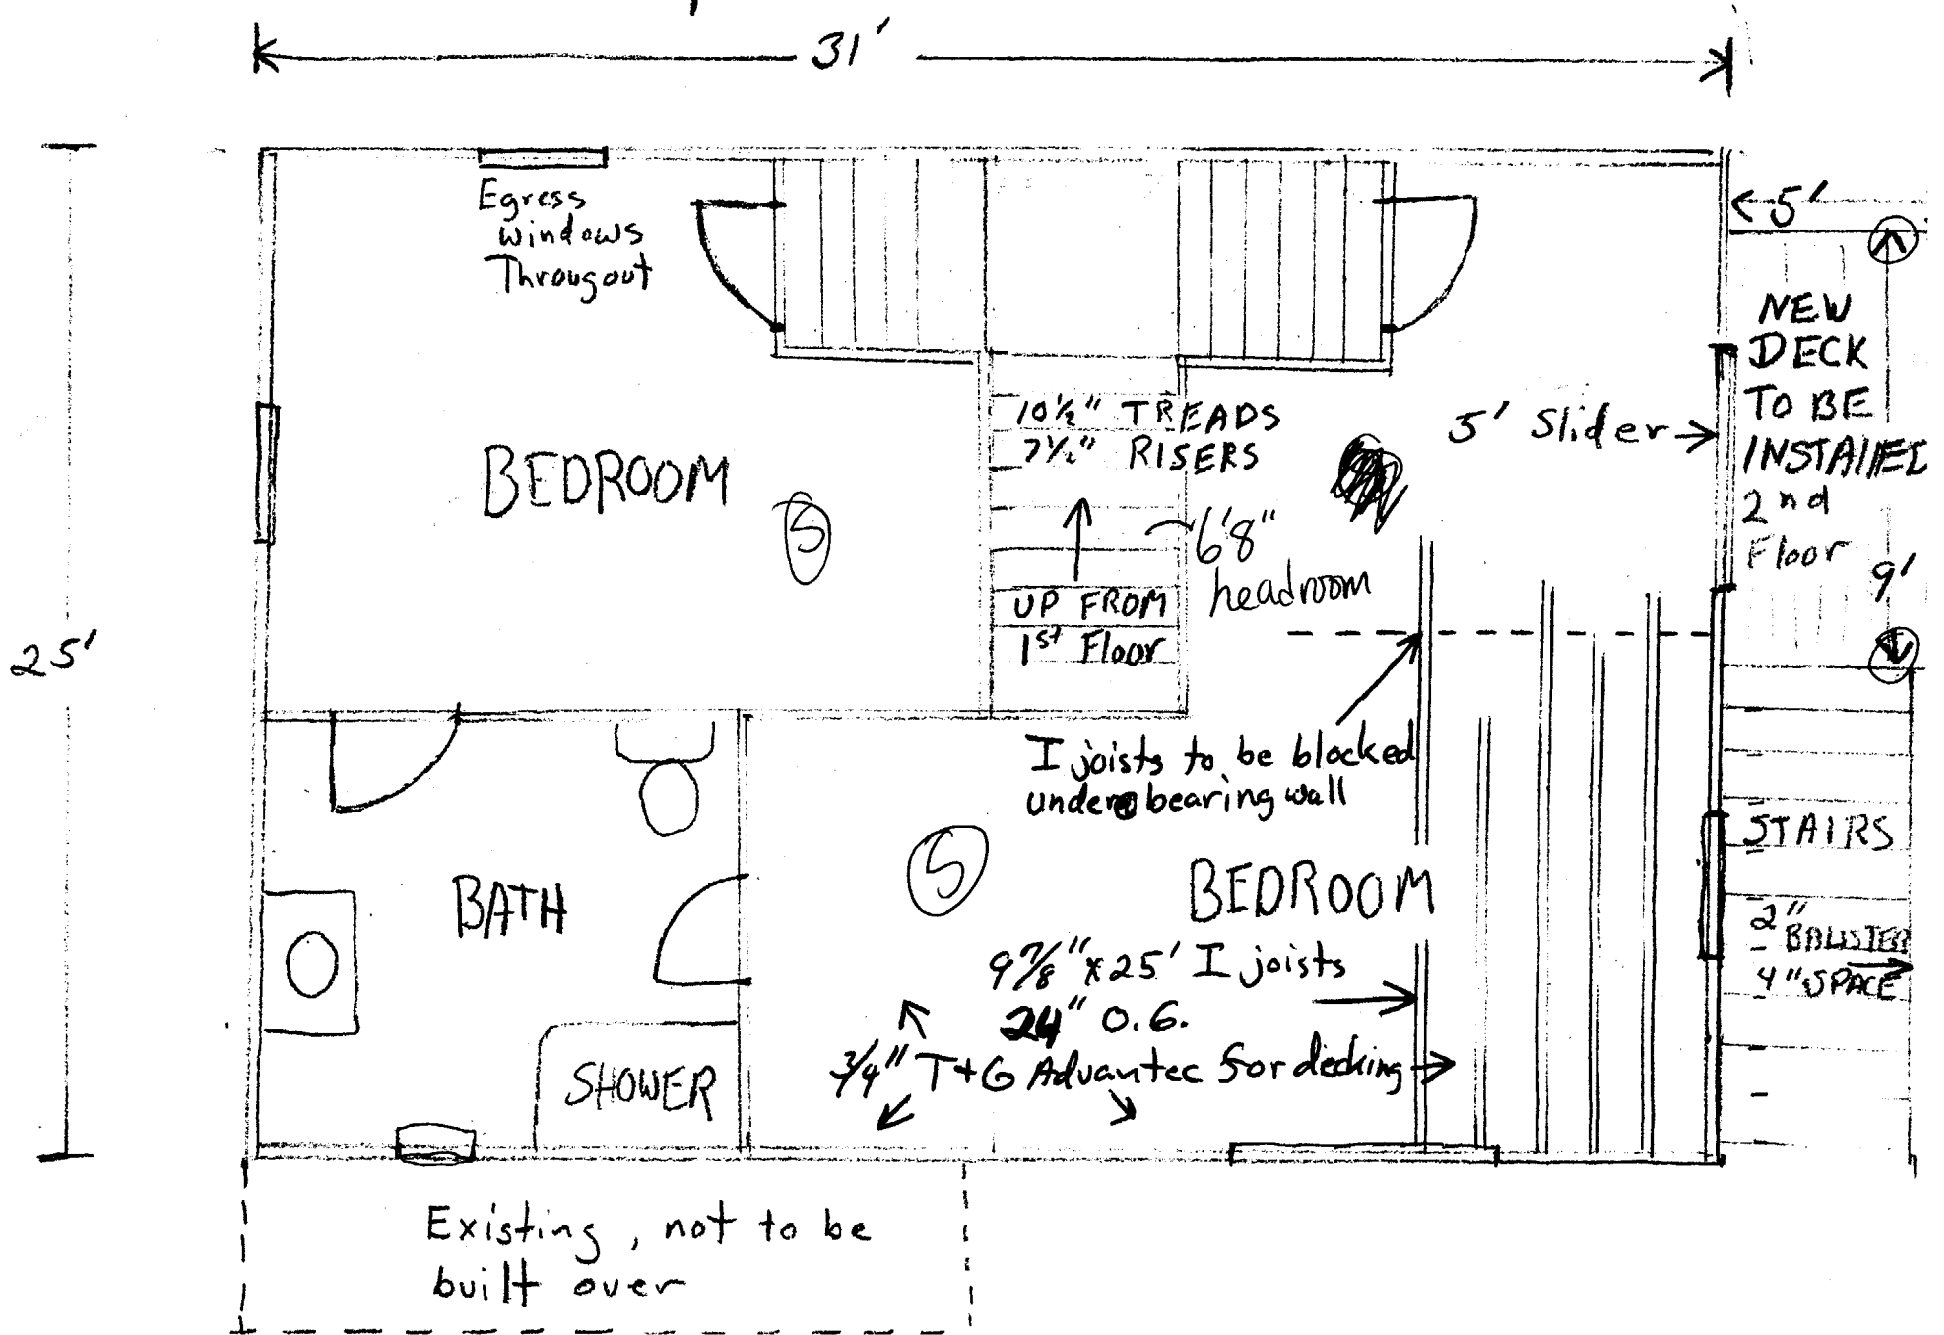 31'
5'
Egress
windows
Througout
NEW
DECK
TO BE
INSTAllED
2nd
Floor
9'
10½" TREADS
7½" RISERS
5' Slider
BEDROOM
S
6'8"
headroom
UP FROM
1st Floor
25'
I joists to be blocked
under bearing wall
STAIRS
S
BEDROOM
BATH
2"
BALISTER
4" SPACE
9⅞" x 25' I joists
24" O.G.
3/4" T+G Advantec for decking
SHOWER
Existing, not to be
built over